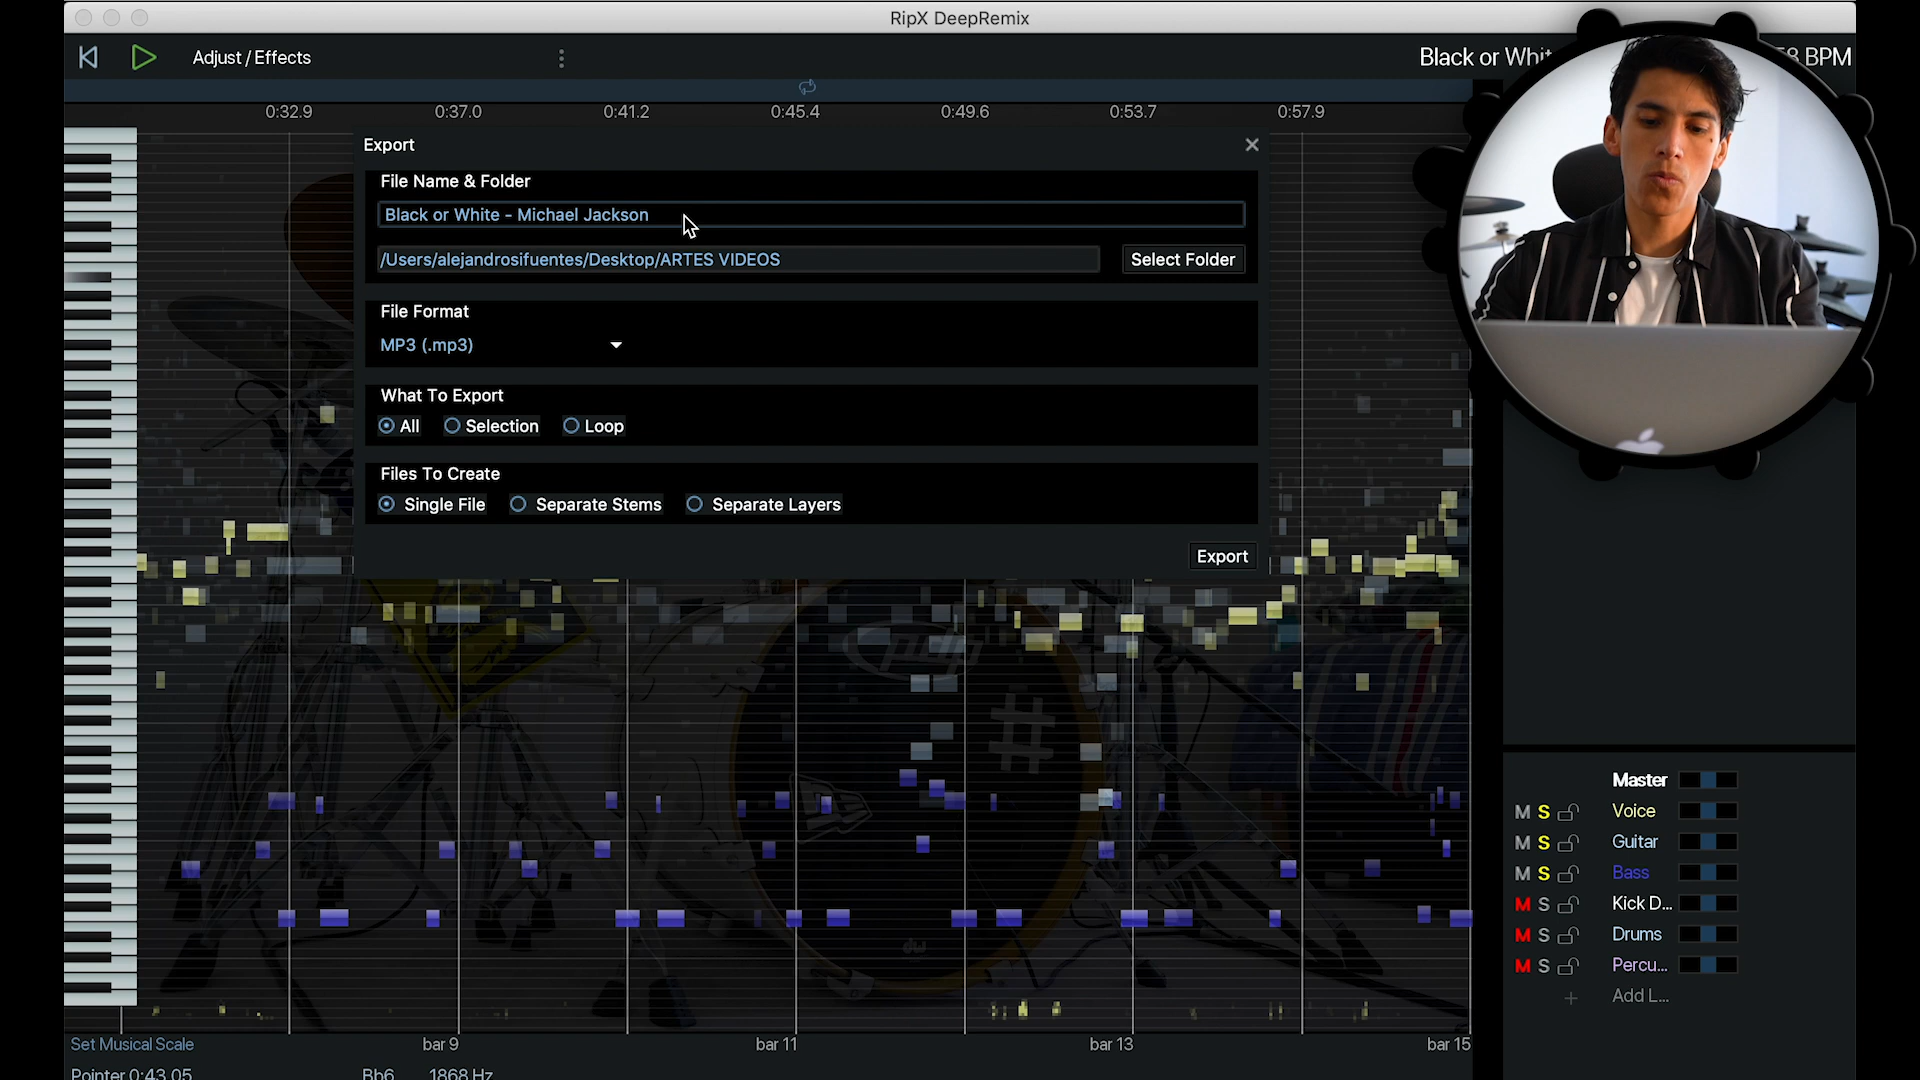 RipX DeepRemix
Adjust / Effects
Black or Whit
8 BPM
0:32.9
0:37.0
0:41.2
0:45.4
0:49.6
0:53.7
0:57.9
Export
File Name & Folder
Black or White - Michael Jackson
/Users/alejandrosifuentes/Desktop/ARTES VIDEOS
Select Folder
File Format
MP3 (.mp3)
What To Export
All
Selection
Loop
Files To Create
Single File
Separate Stems
Separate Layers
Export
pdp
#
Master
M S Voice
M S Guitar
M S Bass
M S Kick D...
M S Drums
M S Percu...
+ Add L...
Set Musical Scale
bar 9
bar 11
bar 13
bar 15
Pointer 0:43.05
Bb6
1868 Hz